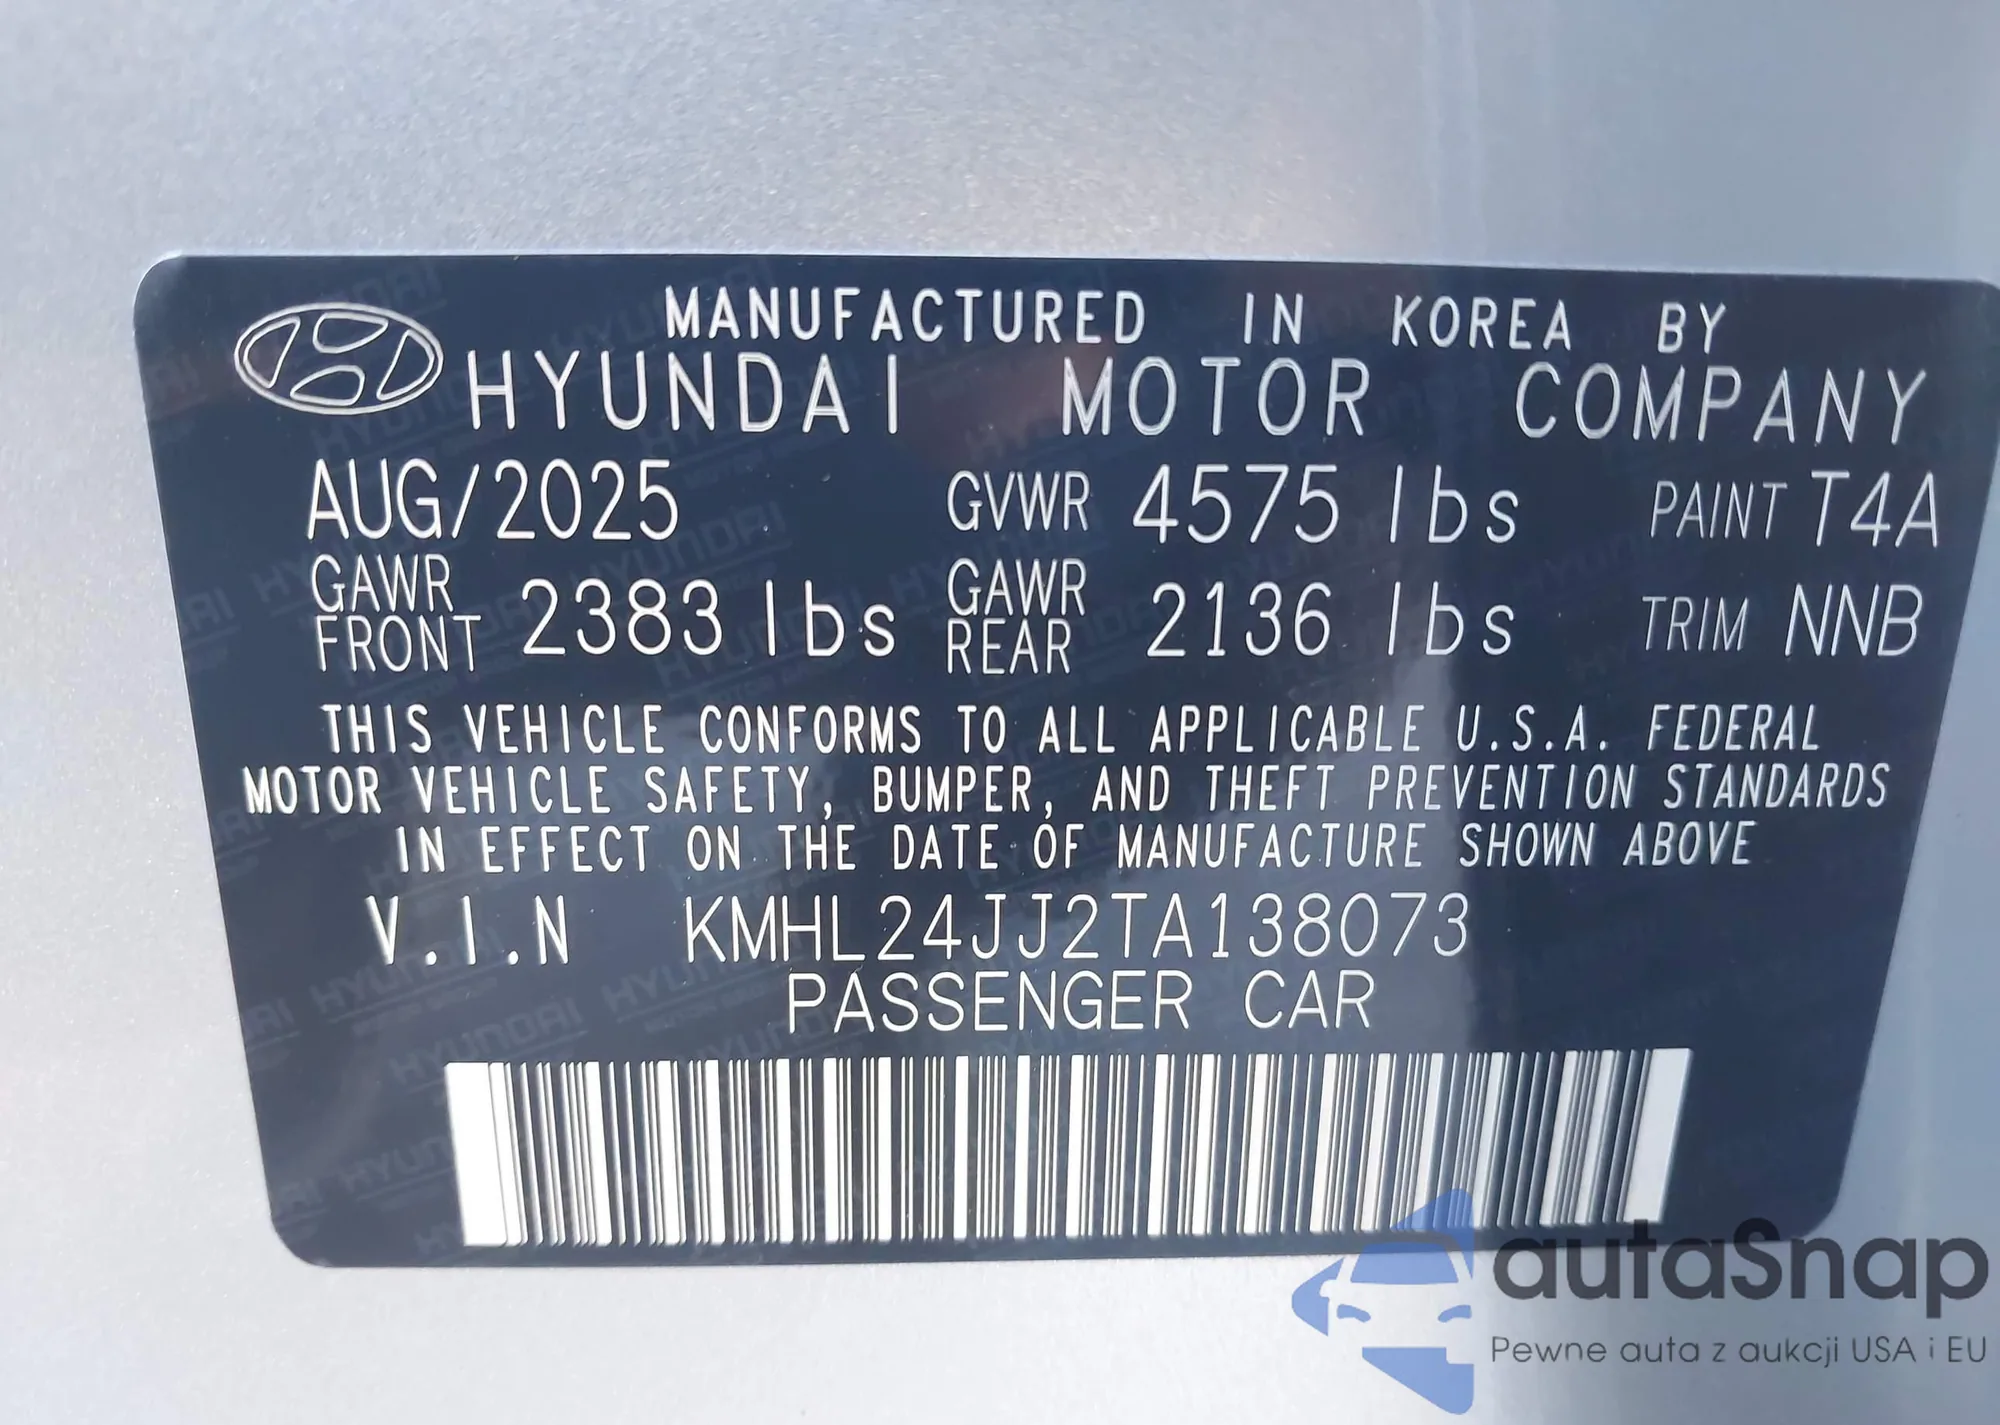 MANUFACTURED IN KOREA BY
HYUNDAI MOTOR COMPANY
AUG/2025 GVWR 4575 lbs PAINT T4A
GAWR FRONT 2383 lbs GAWR REAR 2136 lbs TRIM NNB
THIS VEHICLE CONFORMS TO ALL APPLICABLE U.S.A. FEDERAL
MOTOR VEHICLE SAFETY, BUMPER, AND THEFT PREVENTION STANDARDS
IN EFFECT ON THE DATE OF MANUFACTURE SHOWN ABOVE
V.I.N KMHL24JJ2TA138073
PASSENGER CAR
autaSnap
Pewne auta z aukcji USA i EU